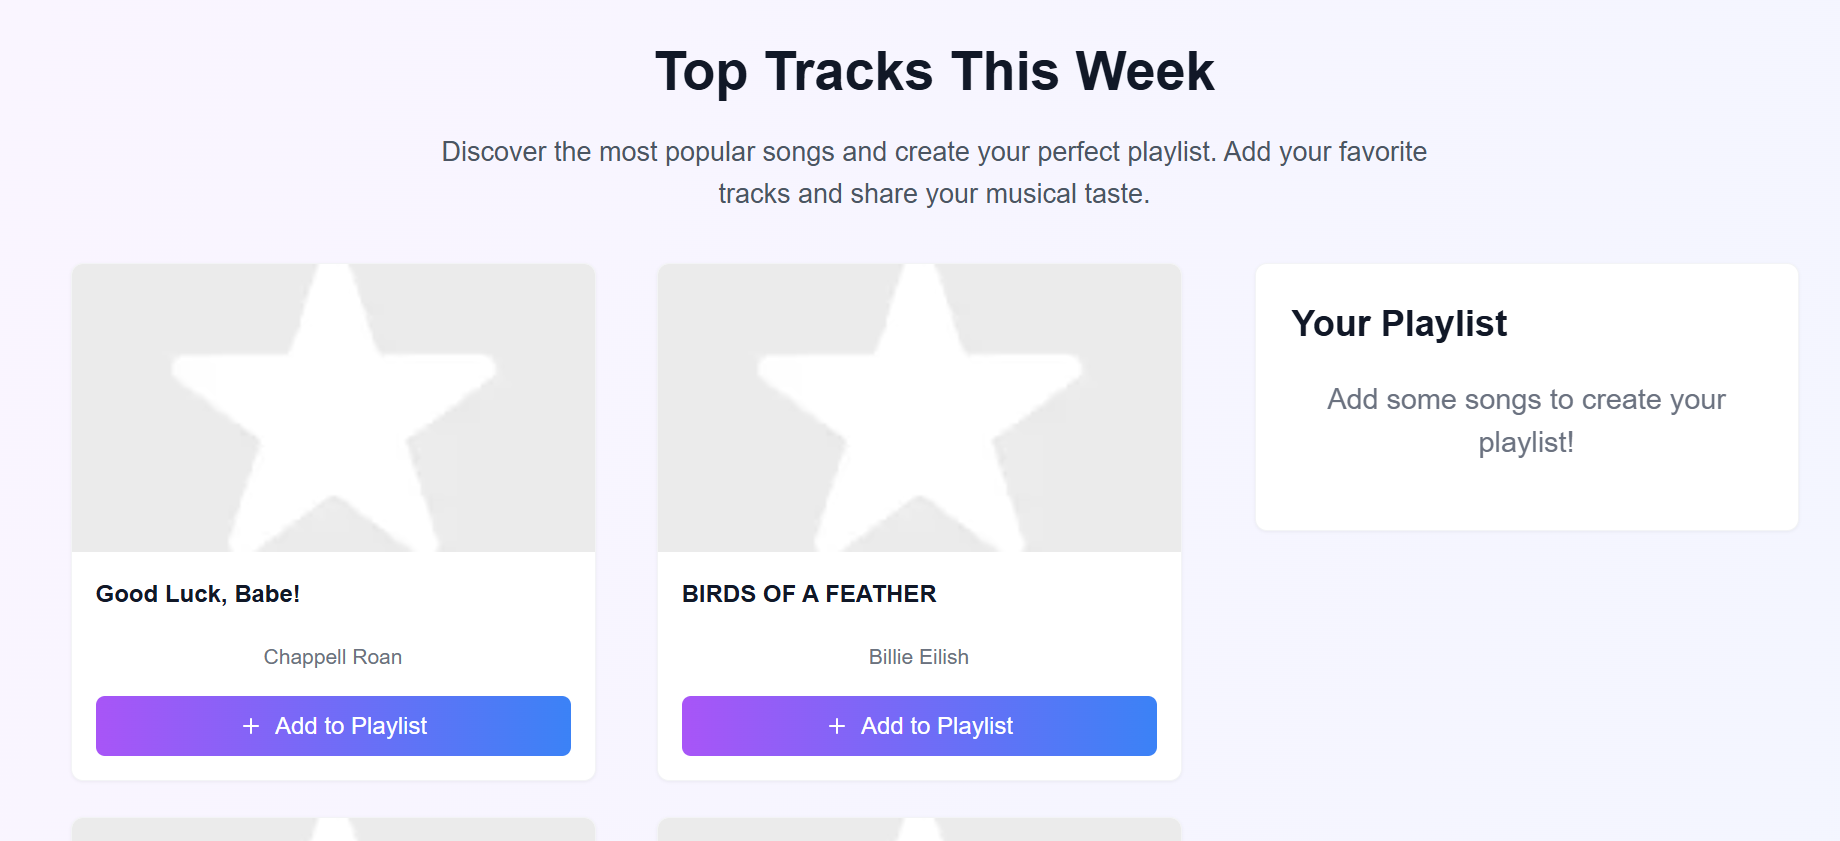 Top Tracks This Week
Discover the most popular songs and create your perfect playlist. Add your favorite
tracks and share your musical taste.
Good Luck, Babe!
Chappell Roan
+ Add to Playlist
BIRDS OF A FEATHER
Billie Eilish
+ Add to Playlist
Your Playlist
Add some songs to create your
playlist!